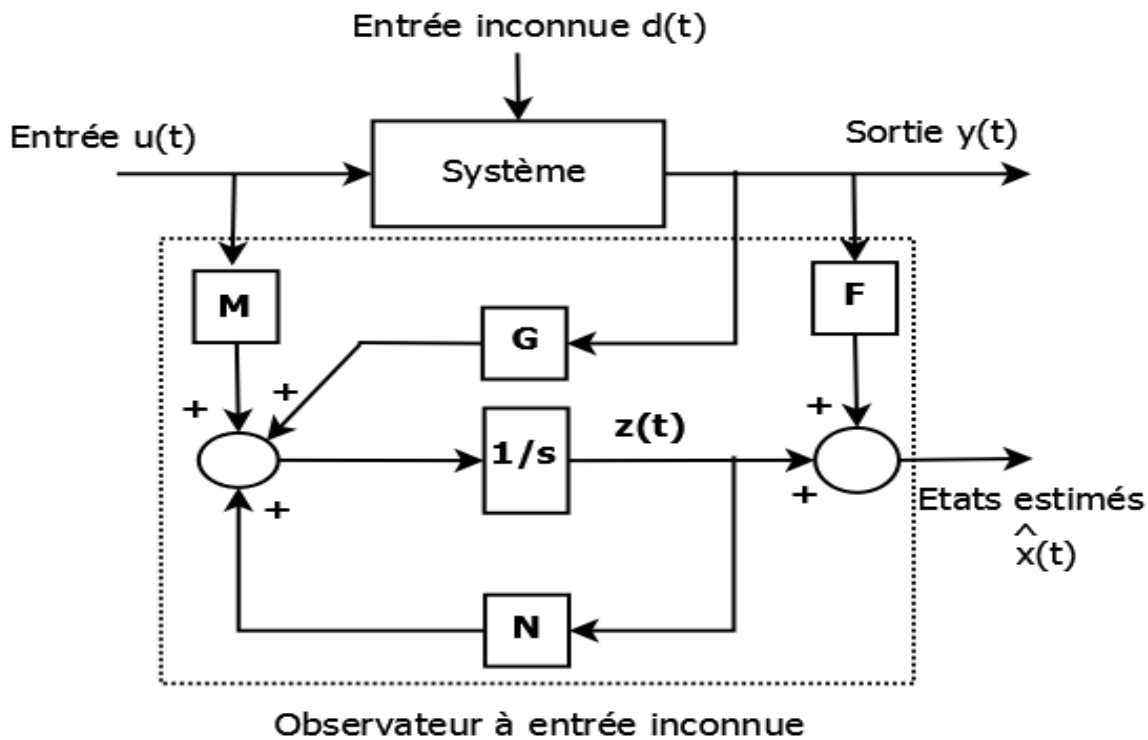 Entrée inconnue d(t)
Entrée u(t)
Sortie y(t)
Système
M
F
G
+
+
+
1/s
z(t)
+
+
Etats estimés
^
x(t)
N
Observateur à entrée inconnue